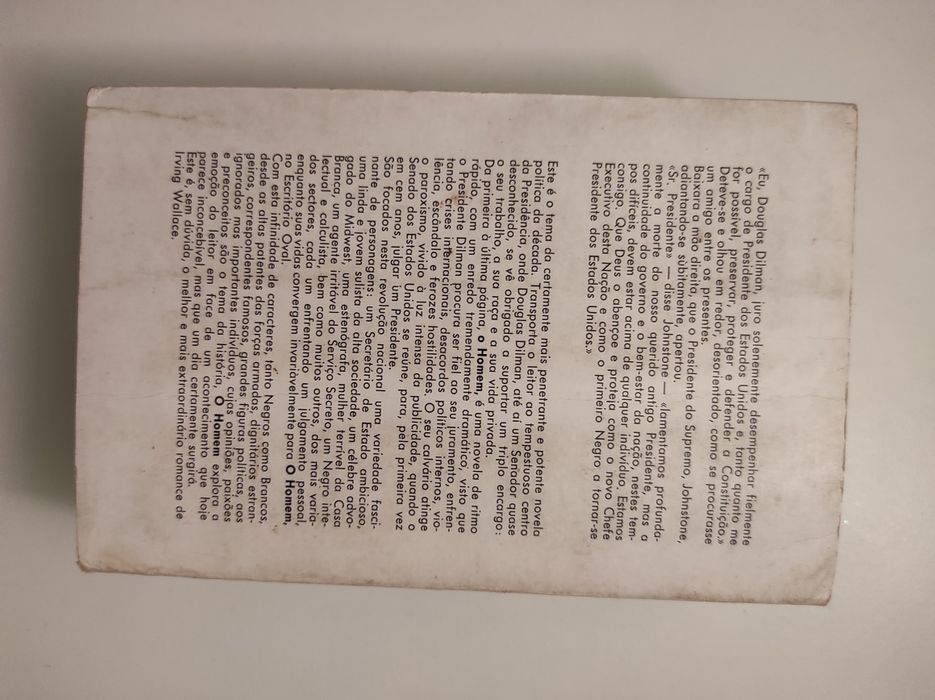 «Eu, Douglas Dilman, juro solenemente desempenhar fielmente
o cargo de Presidente dos Estados Unidos e, tanto quanto me
for possível, preservar, proteger e defender a Constituição.»
Deteve-se e olhou em redor, desorientado, como se procurasse
um amigo entre os presentes.
Baixara a mão direita, que o Presidente do Supremo, Johnstone,
adiantando-se súbitamente, apertou.
«Sr. Presidente» — disse Johnstone — «lamentamos profunda-
mente a morte do nosso querido antigo Presidente, mas a
continuidade do governo e o bem-estar da nação, nestes tem-
pos difíceis, devem estar acima de qualquer indivíduo. Estamos
consigo. Que Deus o abençoe e proteja como o novo Chefe
Executivo desta Nação e como o primeiro Negro a tornar-se
Presidente dos Estados Unidos.»
Este é o tema da certamente mais penetrante e potente novela
política da década. Transporta o leitor ao tempestuoso centro
da Presidência, onde Douglas Dilman, até aí um Senador quase
desconhecido, se vê obrigado a suportar um triplo encargo:
o seu trabalho, a sua raça e a sua vida privada.
Da primeira à última página, o Homem, é uma novela de ritmo
rápido, com um enredo tremendamente dramático, visto que
o Presidente Dilman procura ser fiel ao seu juramento, enfren-
tando crises internacionais, desacordos políticos internos, vio-
lência, escândalo e ferozes hostilidades. O seu calvário atinge
o paroxismo, vivido à luz intensa da publicidade, quando o
Senado dos Estados Unidos se reune, para, pela primeira vez
em cem anos, julgar um Presidente.
São focados nesta revolução nacional uma variedade fasci-
nante de personagens: um Secretário de Estado ambicioso,
uma linda e jovem sulista da alta sociedade, um célebre advo-
gado do Midwest, uma estenógrafa, mulher terrível da Casa
Branca, um agente irritável do Serviço Secreto, um Negro inte-
lectual e calculista, bem como muitos outros, dos mais varia-
dos sectores, cada um enfrentando um julgamento pessoal,
enquanto suas vidas convergem invariàvelmente para O Homem,
no Escritório Oval.
Com esta infinidade de caracteres, tanto Negros como Brancos,
desde as altas patentes das forças armadas, dignitários estran-
geiros, correspondentes famosos, grandes figuras políticas, aos
ignorados mas importantes indivíduos, cujas opiniões, paixões
e preconceitos são o tema da história, O Homem explora a
emoção do leitor em face de um acontecimento que hoje
parece inconcebível, mas que um dia certamente surgirá.
Este é, sem dúvida, o melhor e mais extraordinário romance de
Irving Wallace.